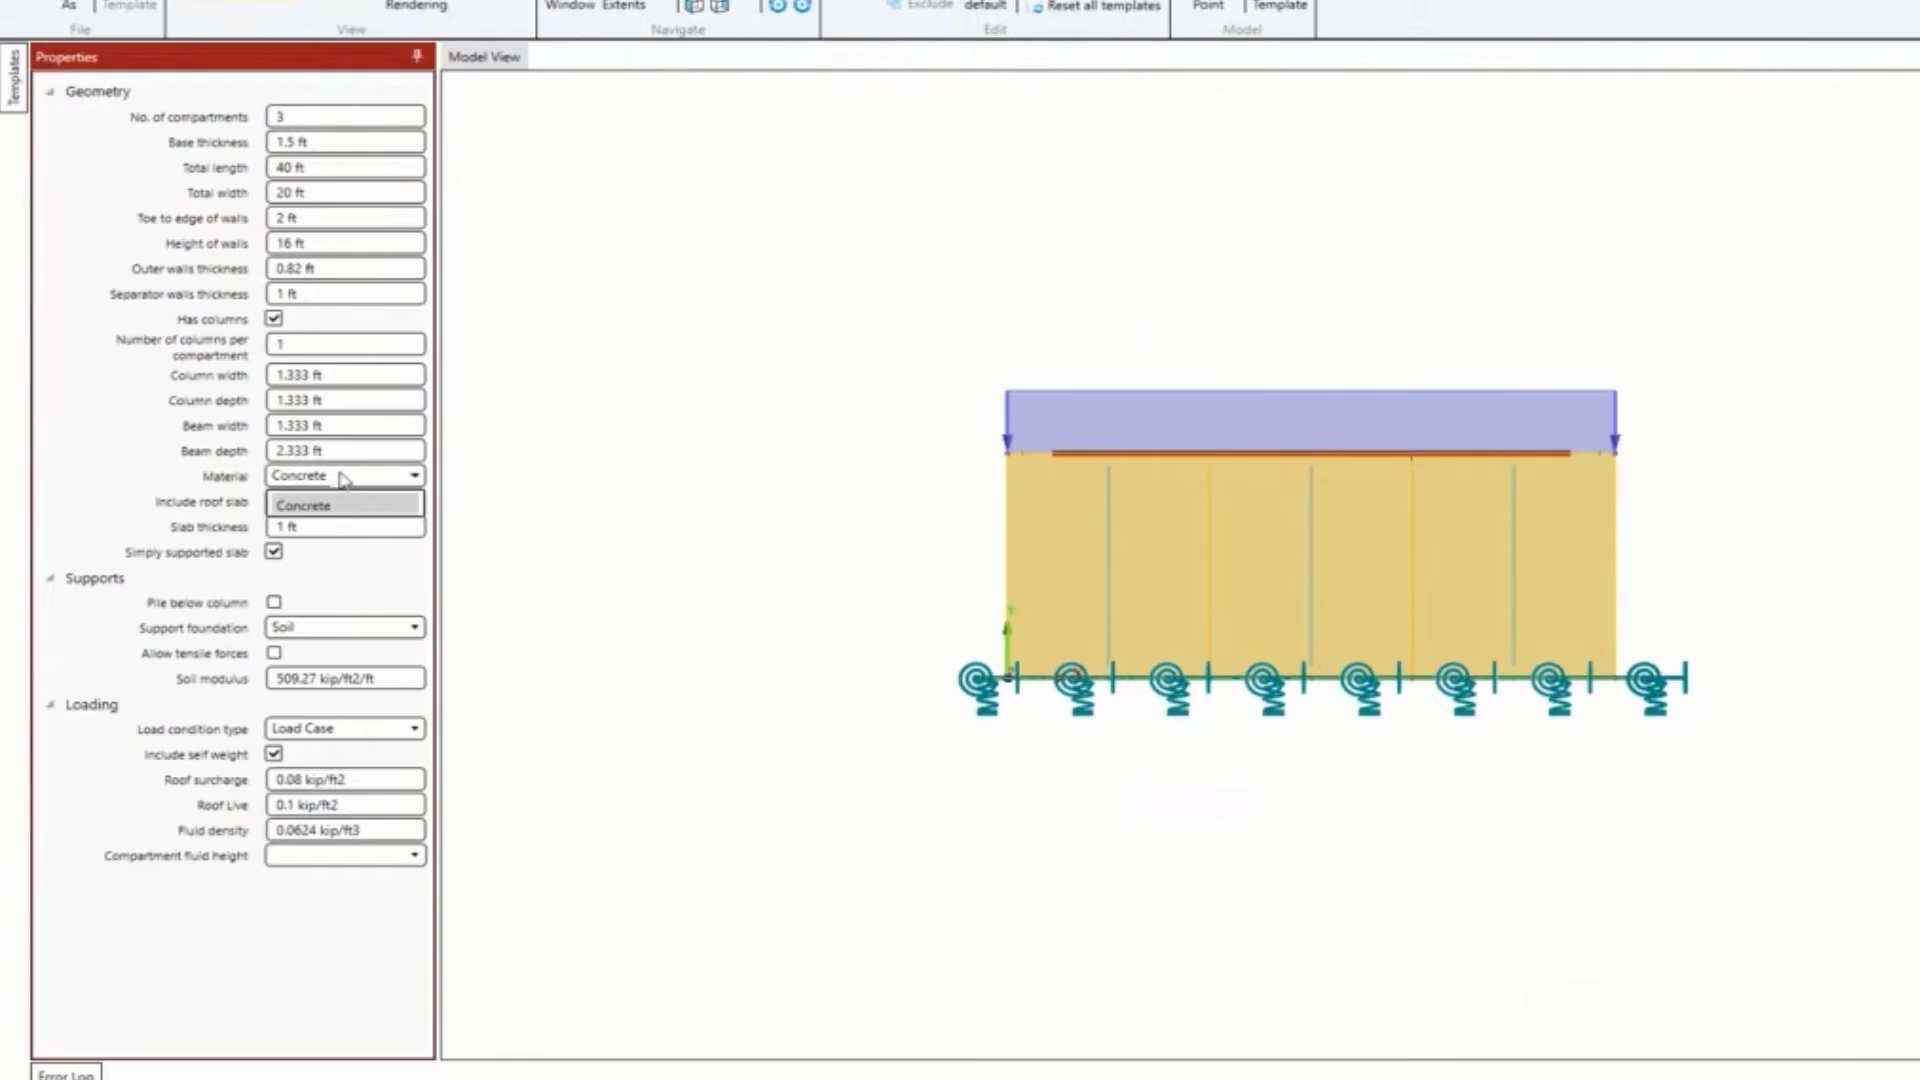 As
Template
Rendering
Window
Extents
Exclude
default
Reset all templates
Point
Template
File
View
Navigate
Edit
Model
Templates
Properties
Model View
Geometry
No. of compartments 3
Base thickness 1.5 ft
Total length 40 ft
Total width 20 ft
Toe to edge of walls 2 ft
Height of walls 16 ft
Outer walls thickness 0.82 ft
Separator walls thickness 1 ft
Has columns
Number of columns per
compartment 1
Column width 1.333 ft
Column depth 1.333 ft
Beam width 1.333 ft
Beam depth 2.333 ft
Material Concrete
Include roof slab Concrete
Slab thickness 1 ft
Simply supported slab
Supports
Pile below column
Support foundation Soil
Allow tensile forces
Soil modulus 509.27 kip/ft2/ft
Loading
Load condition type Load Case
Include self weight
Roof surcharge 0.08 kip/ft2
Roof Live 0.1 kip/ft2
Fluid density 0.0624 kip/ft3
Compartment fluid height
Y
Error Log